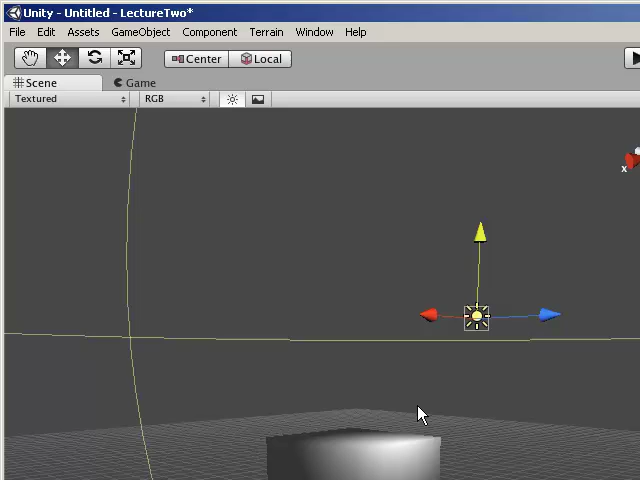 Unity - Untitled - LectureTwo*
File Edit Assets GameObject Component Terrain Window Help
Center Local
Scene Game
Textured RGB
x